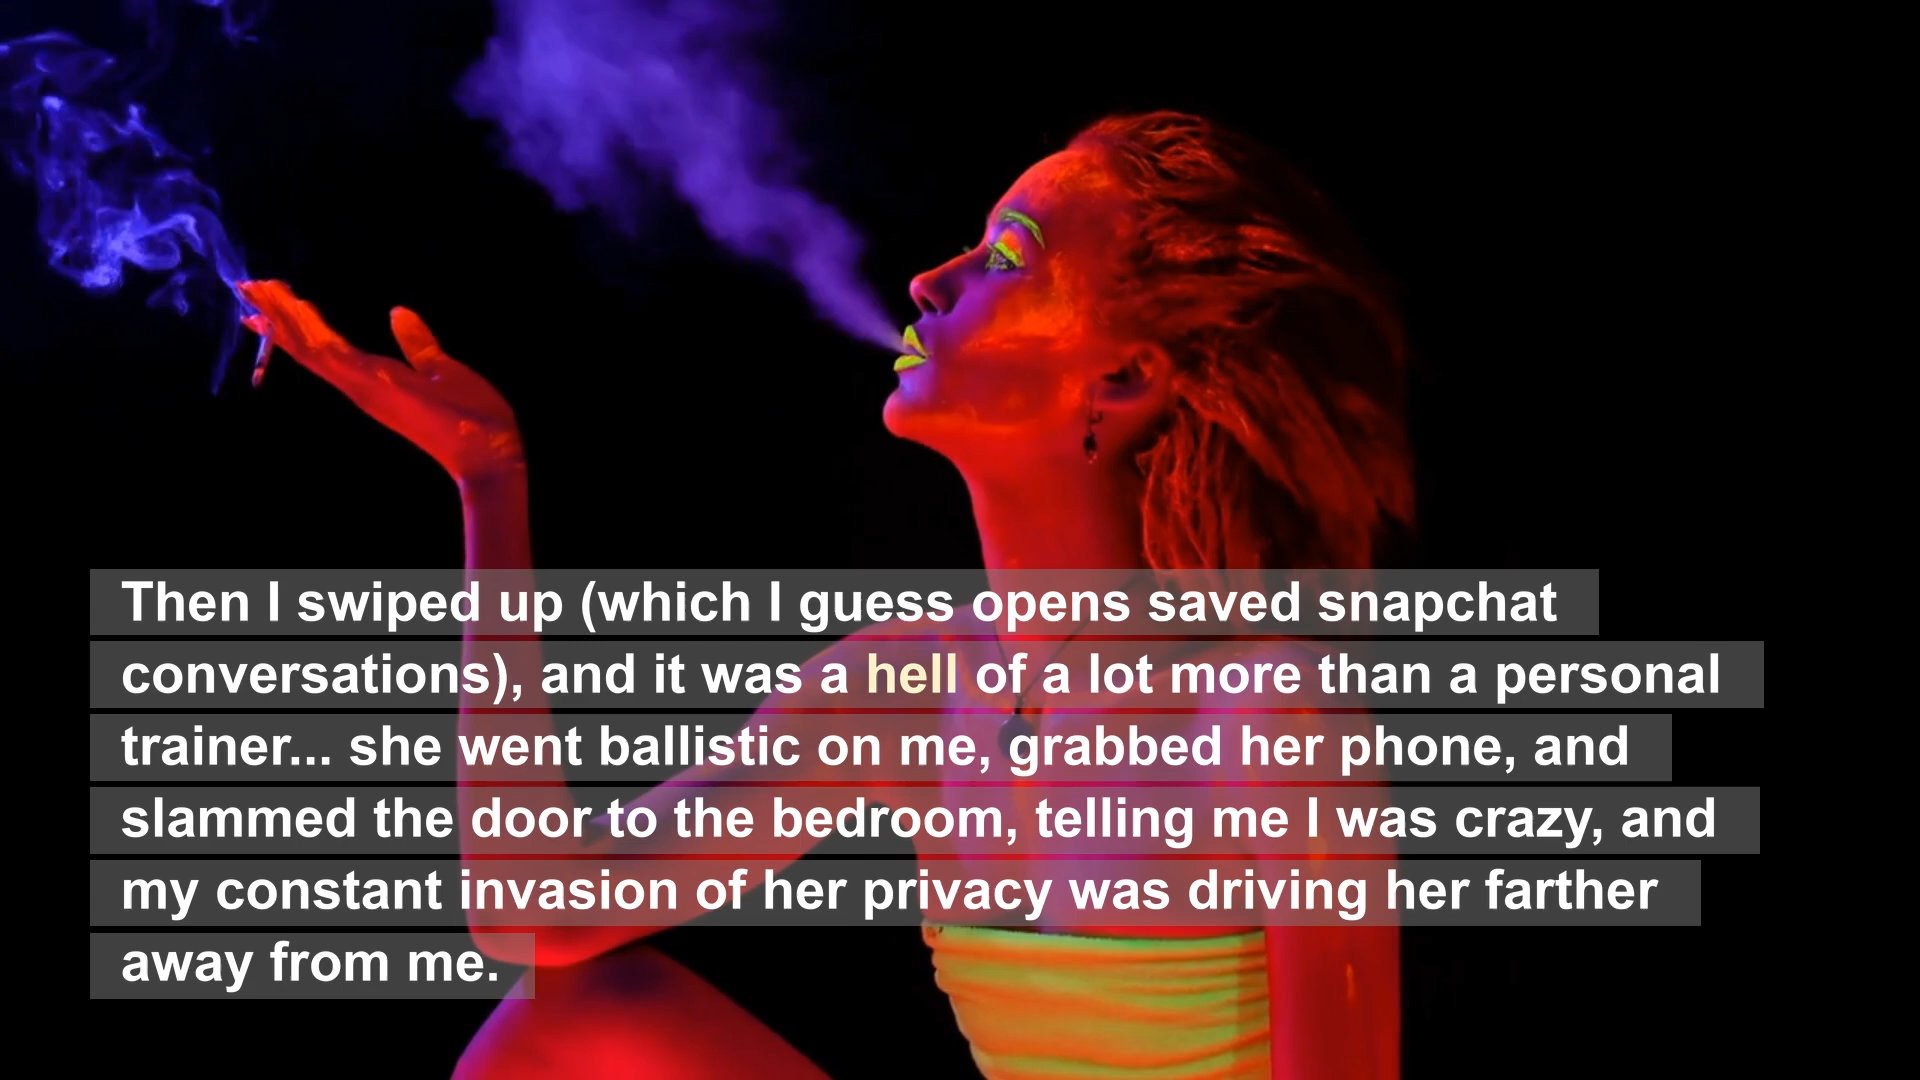 Then I swiped up (which I guess opens saved snapchat
conversations), and it was a hell of a lot more than a personal
trainer... she went ballistic on me, grabbed her phone, and
slammed the door to the bedroom, telling me I was crazy, and
my constant invasion of her privacy was driving her farther
away from me.